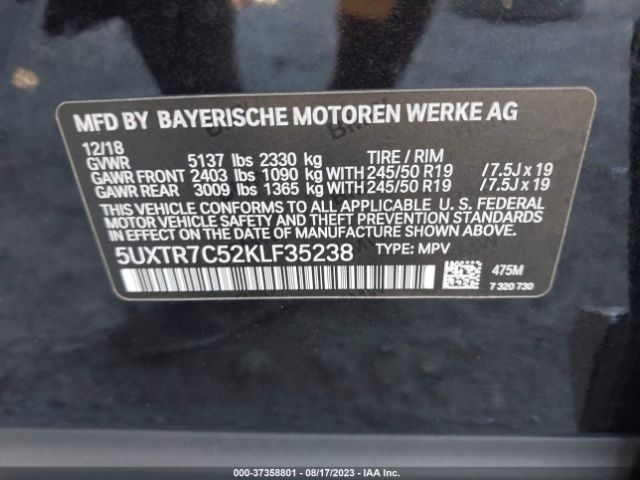 MFD BY BAYERISCHE MOTOREN WERKE AG
12/18
GVWR 5137 lbs 2330 kg TIRE / RIM
GAWR FRONT 2403 lbs 1090 kg WITH 245/50 R19 / 7.5J x 19
GAWR REAR 3009 lbs 1365 kg WITH 245/50 R19 / 7.5J x 19
THIS VEHICLE CONFORMS TO ALL APPLICABLE U. S. FEDERAL
MOTOR VEHICLE SAFETY AND THEFT PREVENTION STANDARDS
IN EFFECT ON THE DATE OF MANUFACTURE SHOWN ABOVE.
5UXTR7C52KLF35238 TYPE: MPV
475M
7 320 730
000-37358801 - 08/17/2023 - IAAI.COM